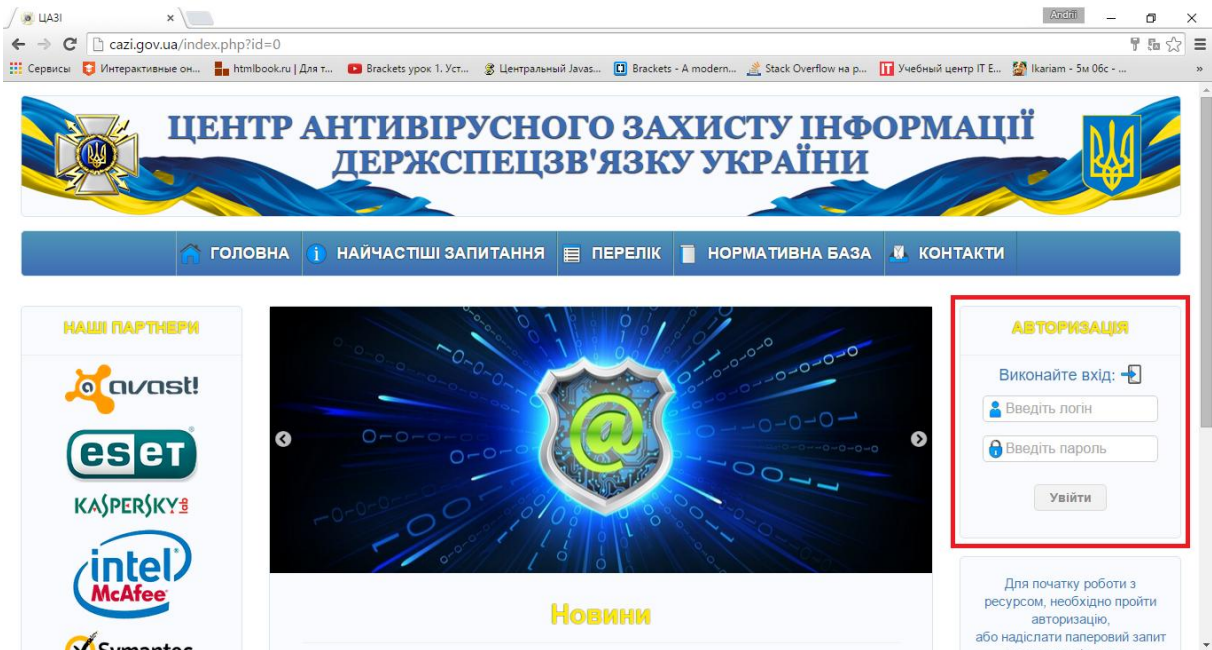 ЦАЗІ
Andrii
cazi.gov.ua/index.php?id=0
Сервисы
Интерактивные он...
htmlbook.ru | Для т...
Brackets урок 1. Уст...
Центральный Javas...
Brackets - A modern...
Stack Overflow на р...
Учебный центр IT E...
Ikariam - 5м 06с - ...
»
ЦЕНТР АНТИВІРУСНОГО ЗАХИСТУ ІНФОРМАЦІЇ
ДЕРЖСПЕЦЗВ'ЯЗКУ УКРАЇНИ
ГОЛОВНА
НАЙЧАСТІШІ ЗАПИТАННЯ
ПЕРЕЛІК
НОРМАТИВНА БАЗА
КОНТАКТИ
НАШІ ПАРТНЕРИ
avast!
eseT
KASPERSKY lab
intel
McAfee
Symantec
@
Новини
АВТОРИЗАЦІЯ
Виконайте вхід:
Введіть логін
Введіть пароль
Увійти
Для початку роботи з
ресурсом, необхідно пройти
авторизацію,
або надіслати паперовий запит